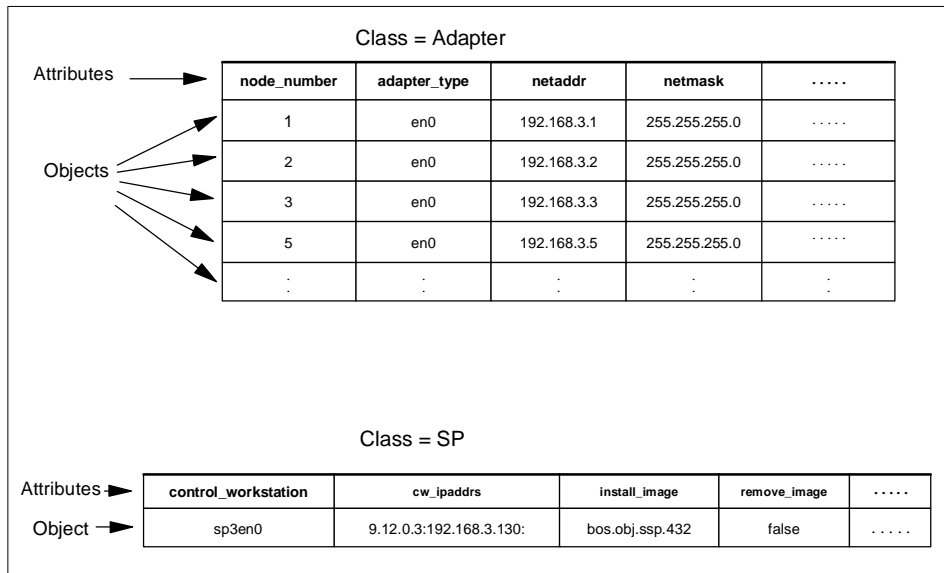 Class = Adapter
Attributes
node_number adapter_type netaddr netmask .....
1 en0 192.168.3.1 255.255.255.0 .....
Objects
2 en0 192.168.3.2 255.255.255.0 .....
3 en0 192.168.3.3 255.255.255.0 .....
5 en0 192.168.3.5 255.255.255.0 .....
: : : : :
Class = SP
Attributes
control_workstation cw_ipaddrs install_image remove_image .....
Object
sp3en0 9.12.0.3:192.168.3.130: bos.obj.ssp.432 false .....